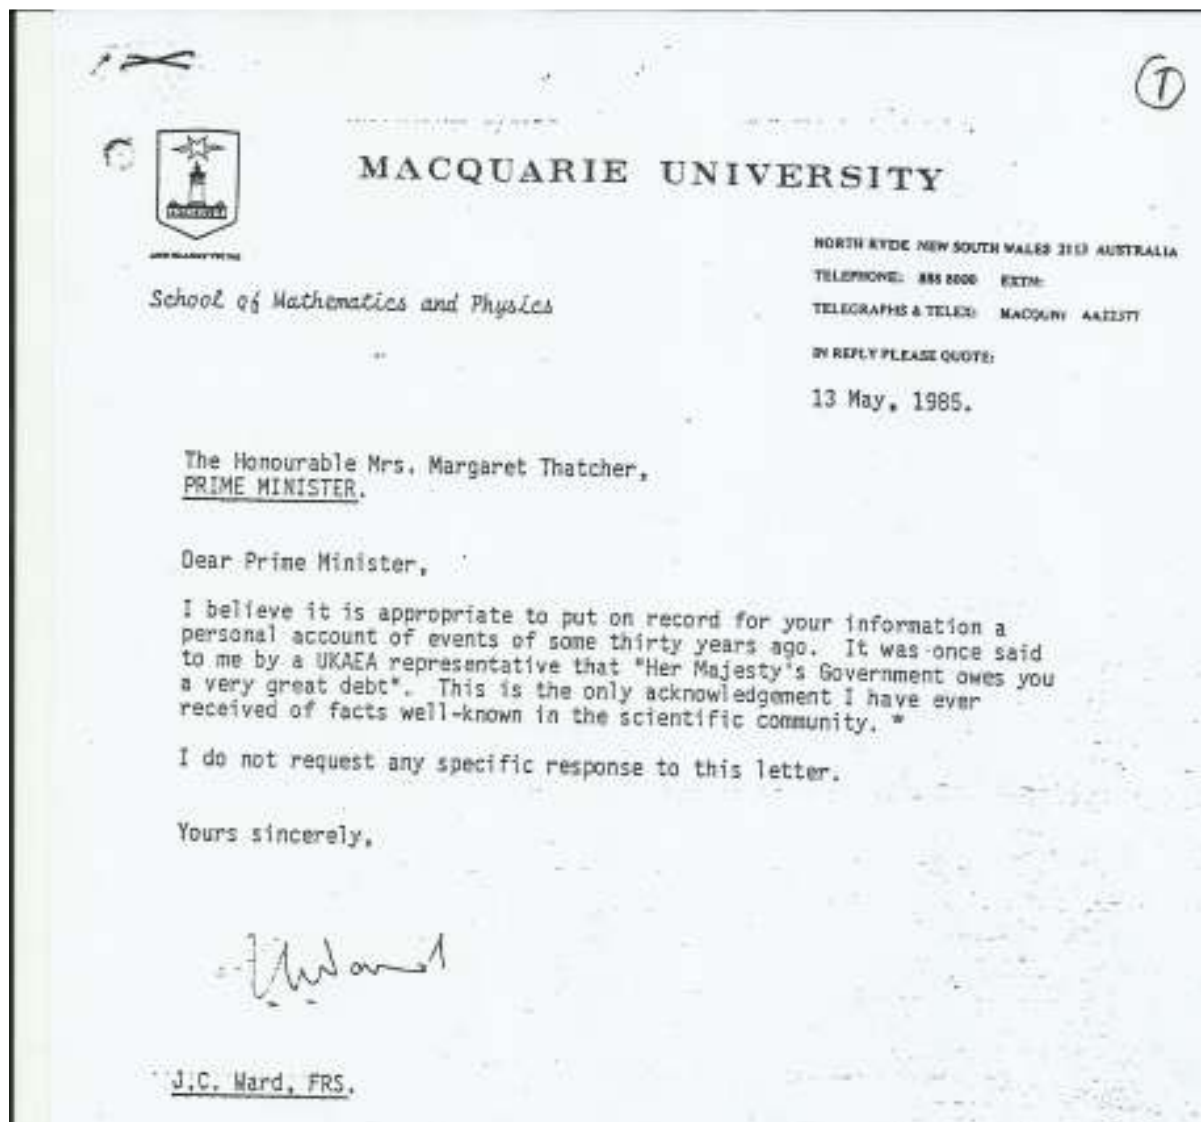 MACQUARIE UNIVERSITY
NORTH RYDE NEW SOUTH WALES 2113 AUSTRALIA
TELEPHONE: 888 8000 EXTN:
School of Mathematics and Physics
TELEGRAPHS & TELEX: MACQUNI AA22377
IN REPLY PLEASE QUOTE:
13 May, 1985.
The Honourable Mrs. Margaret Thatcher,
PRIME MINISTER.
Dear Prime Minister,
I believe it is appropriate to put on record for your information a
personal account of events of some thirty years ago. It was once said
to me by a UKAEA representative that "Her Majesty's Government owes you
a very great debt". This is the only acknowledgement I have ever
received of facts well-known in the scientific community. *
I do not request any specific response to this letter.
Yours sincerely,
J.C. Ward, FRS.